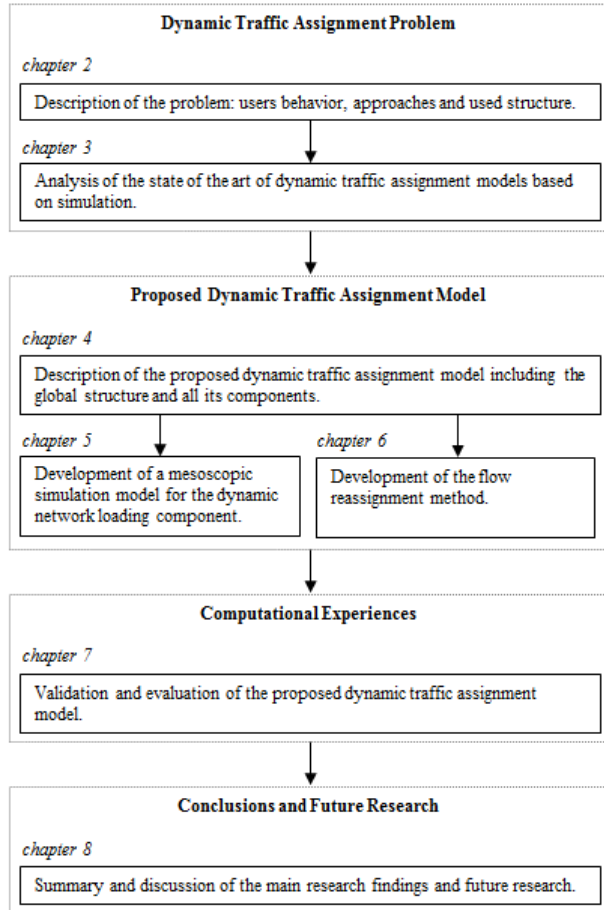 Dynamic Traffic Assignment Problem
chapter 2
Description of the problem: users behavior, approaches and used structure.
chapter 3
Analysis of the state of the art of dynamic traffic assignment models based
on simulation.
Proposed Dynamic Traffic Assignment Model
chapter 4
Description of the proposed dynamic traffic assignment model including the
global structure and all its components.
chapter 5
Development of a mesoscopic
simulation model for the dynamic
network loading component.
chapter 6
Development of the flow
reassignment method.
Computational Experiences
chapter 7
Validation and evaluation of the proposed dynamic traffic assignment
model.
Conclusions and Future Research
chapter 8
Summary and discussion of the main research findings and future research.